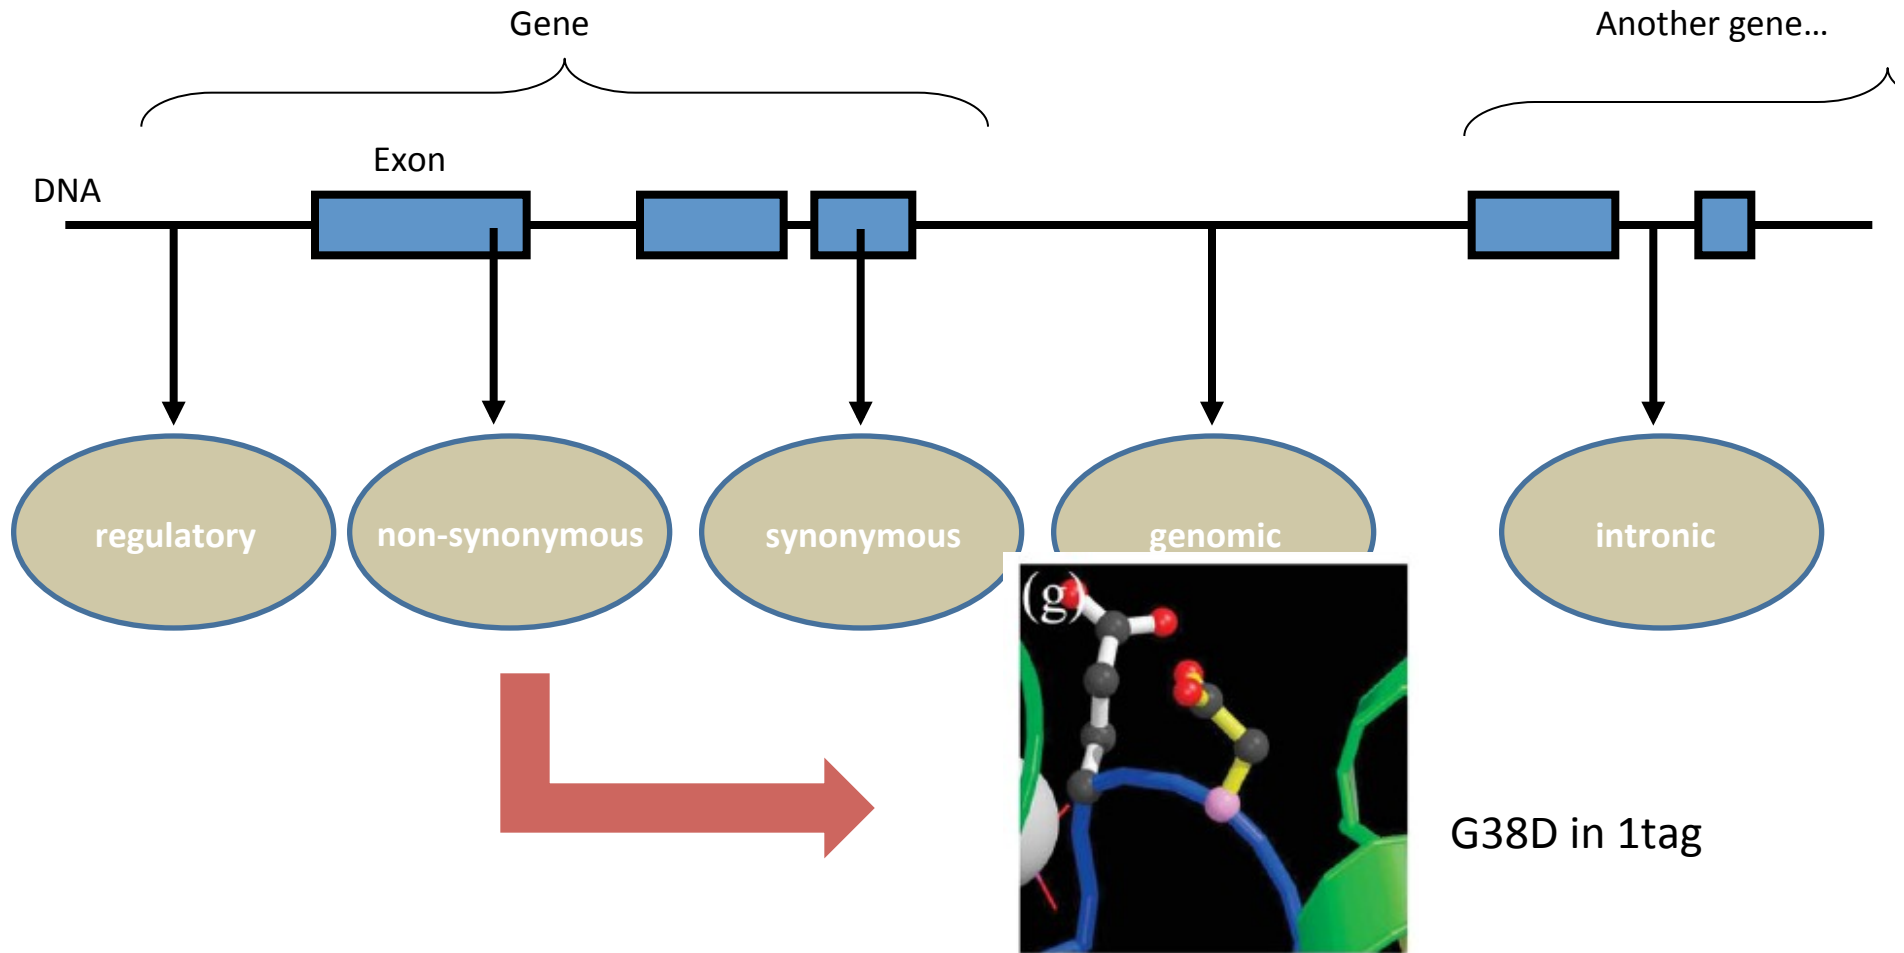 Gene
Another gene...
Exon
DNA
regulatory
non-synonymous
synonymous
genomic
intronic
(g)
G38D in 1tag